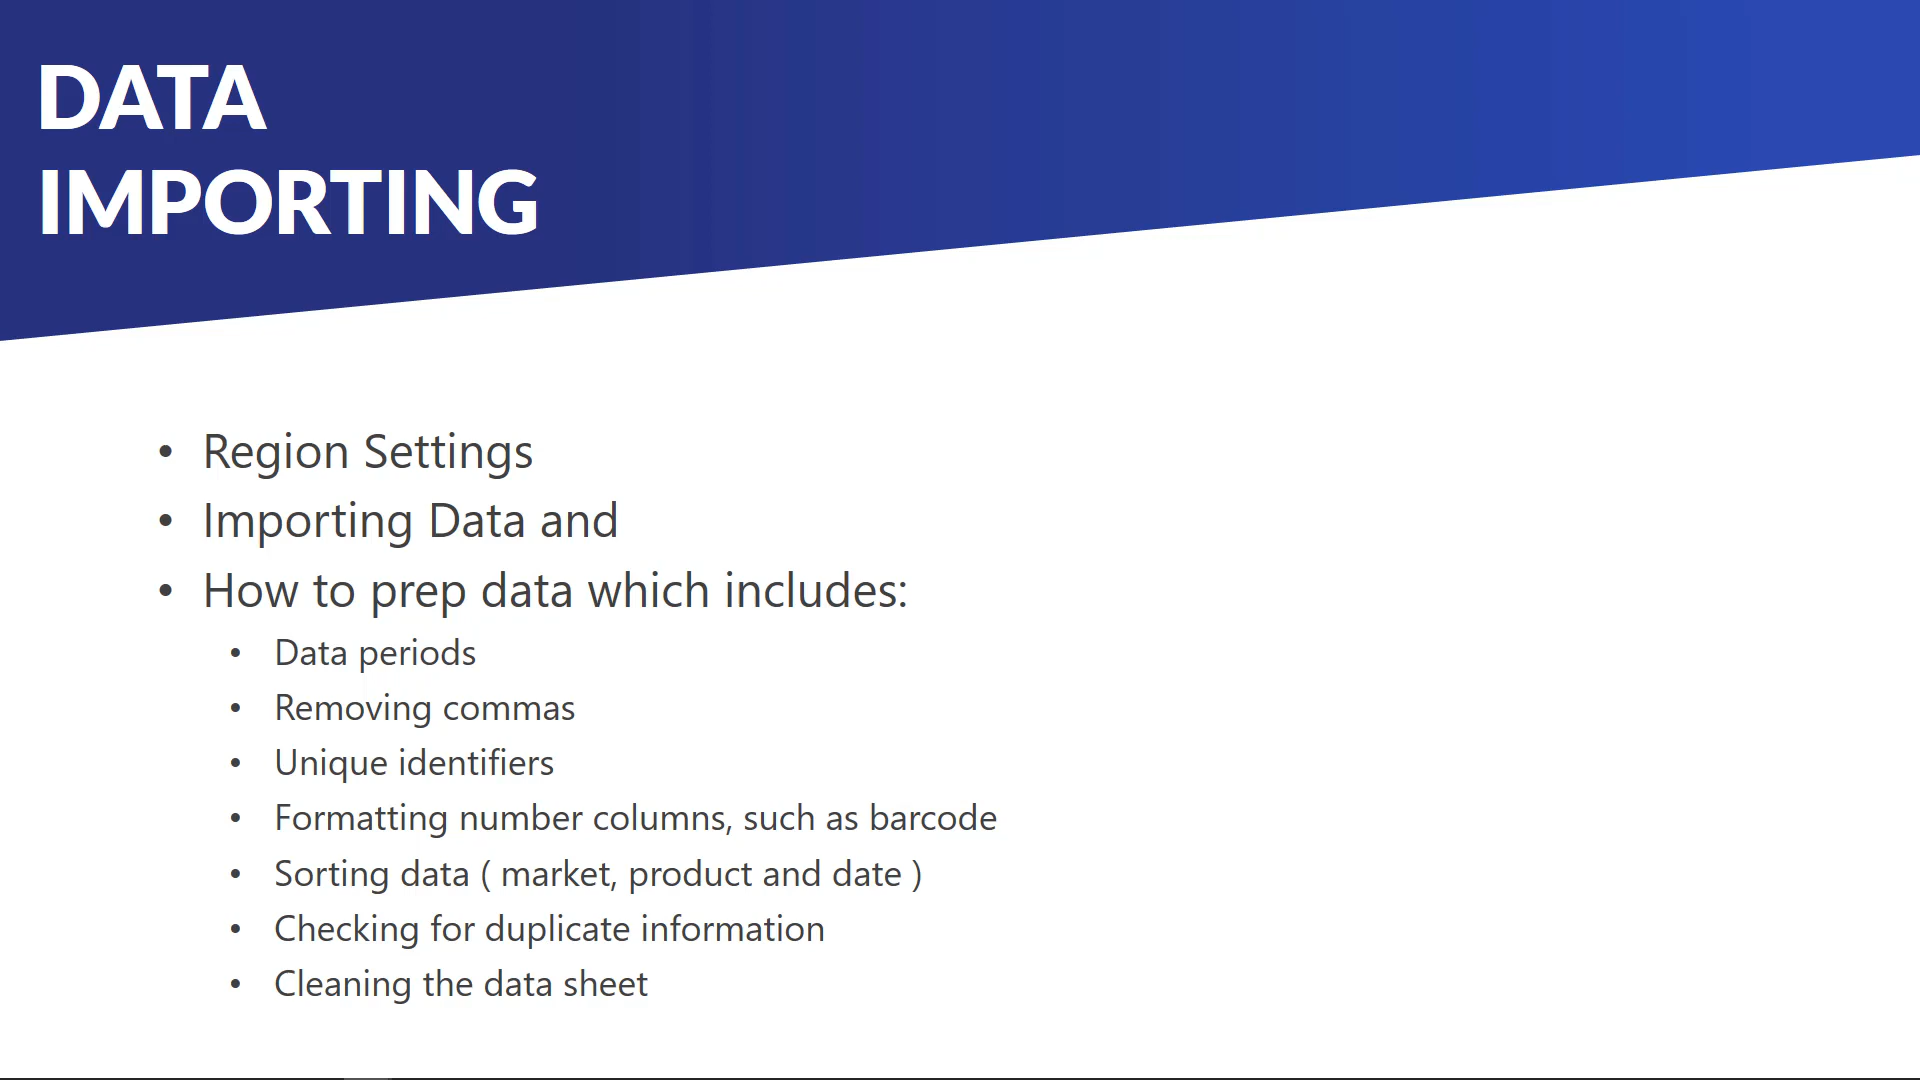 DATA
IMPORTING
• Region Settings
• Importing Data and
• How to prep data which includes:
• Data periods
• Removing commas
• Unique identifiers
• Formatting number columns, such as barcode
• Sorting data ( market, product and date )
• Checking for duplicate information
• Cleaning the data sheet